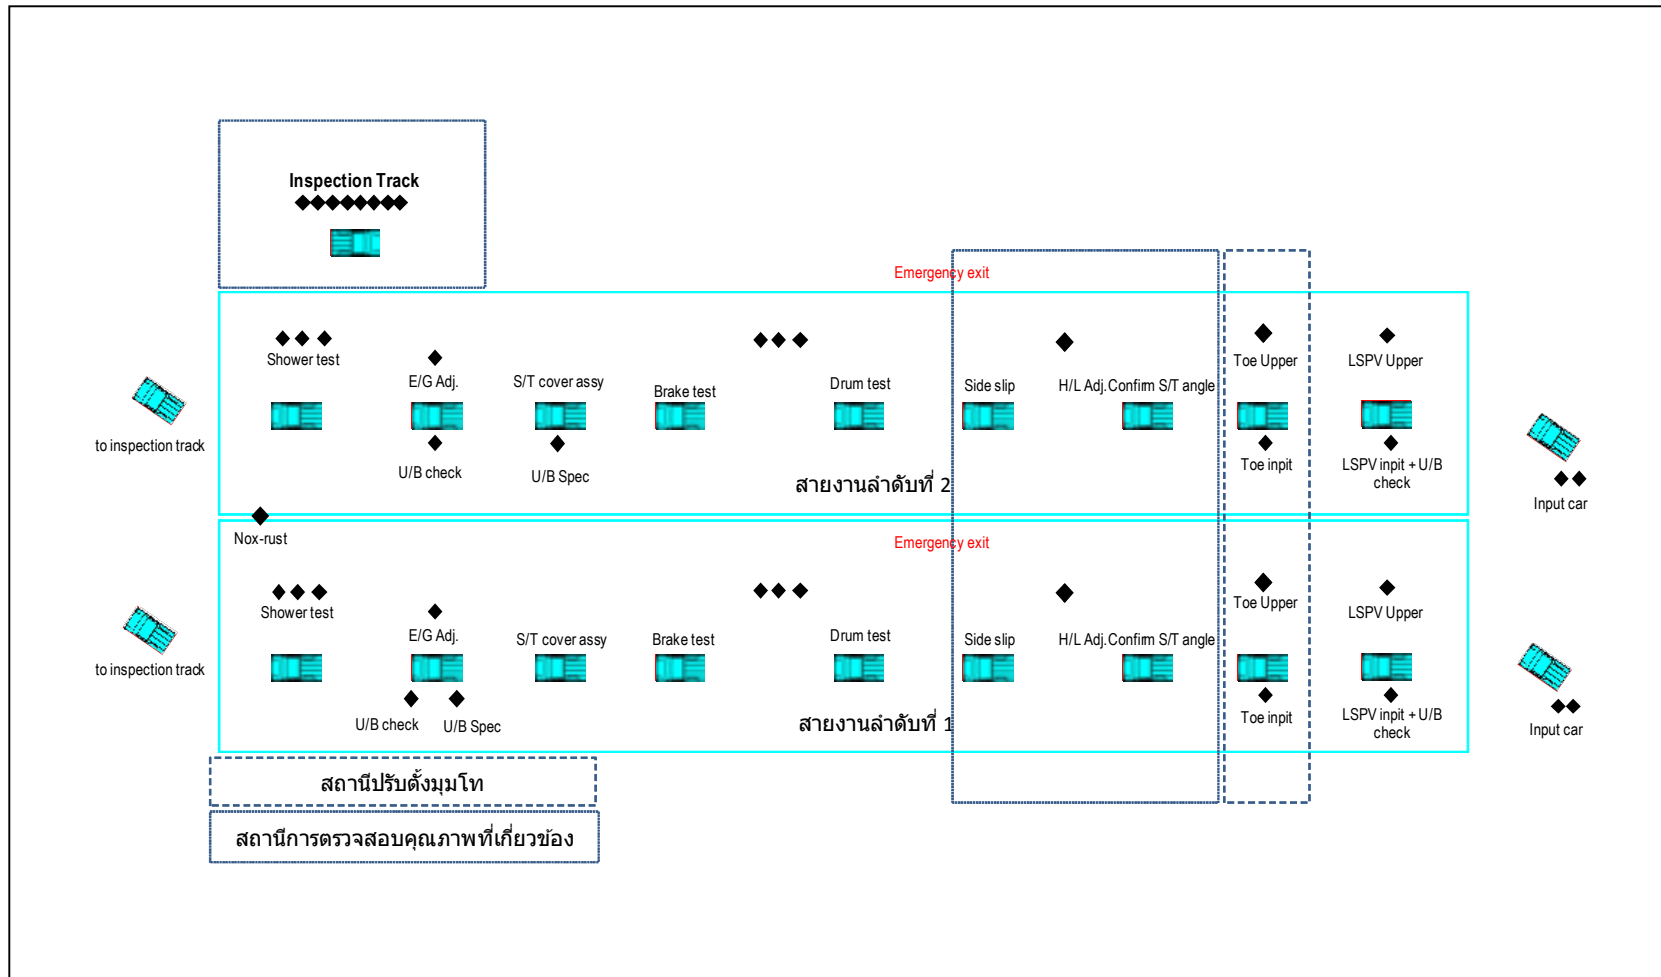 Inspection Track
Emergency exit
Shower test
E/G Adj.
S/T cover assy
Brake test
Drum test
Side slip
H/L Adj.Confirm S/T angle
Toe Upper
LSPV Upper
to inspection track
U/B check
U/B Spec
สายงานลำดับที่ 2
Toe inpit
LSPV inpit + U/B
check
Input car
Nox-rust
Emergency exit
Shower test
E/G Adj.
S/T cover assy
Brake test
Drum test
Side slip
H/L Adj.Confirm S/T angle
Toe Upper
LSPV Upper
to inspection track
U/B check
U/B Spec
สายงานลำดับที่ 1
Toe inpit
LSPV inpit + U/B
check
Input car
สถานีปรับตั้งมุมโท
สถานีการตรวจสอบคุณภาพที่เกี่ยวข้อง